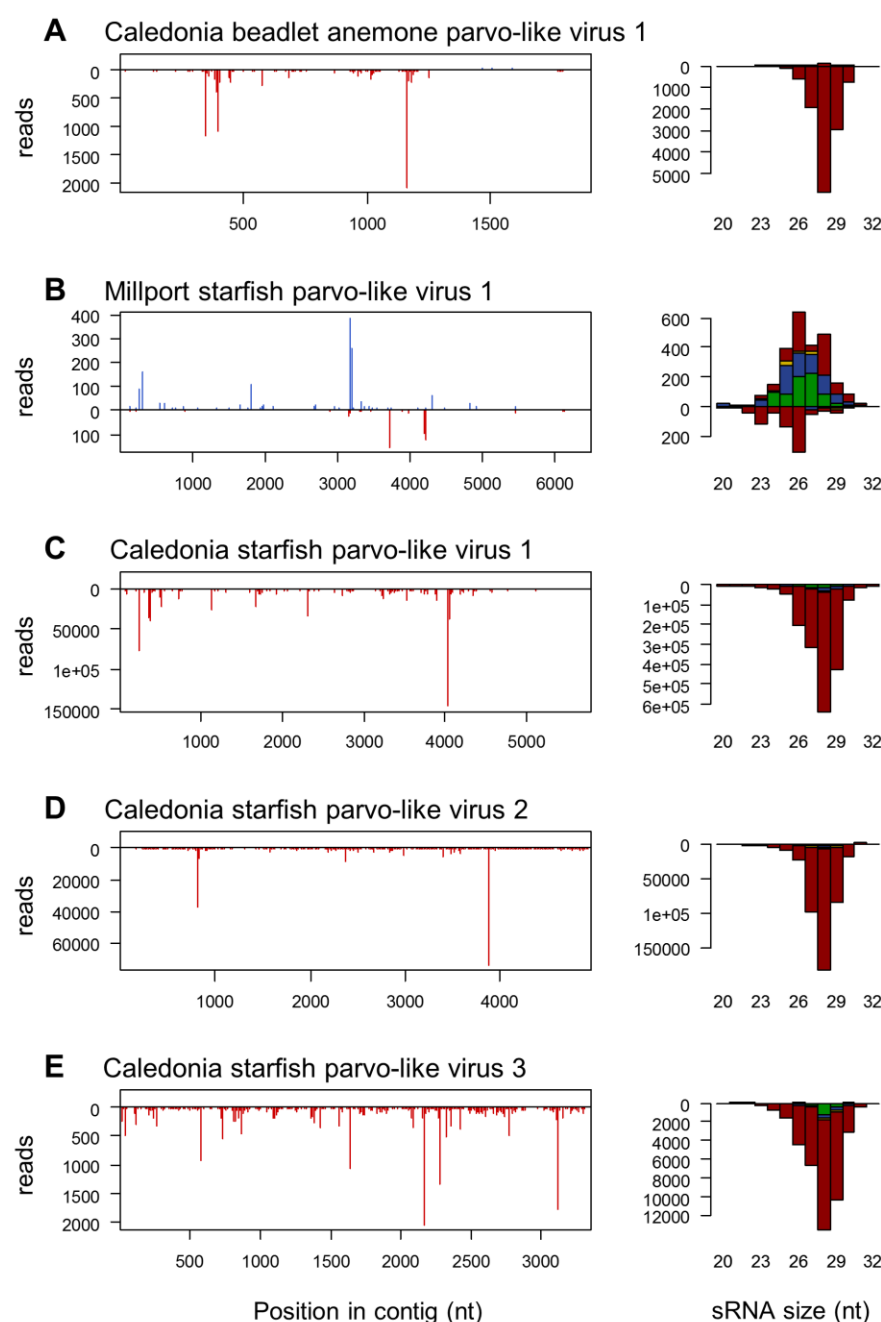 A Caledonia beadlet anemone parvo-like virus 1
reads
0
500
1000
1500
2000
500 1000 1500
0
1000
2000
3000
4000
5000
20 23 26 29 32
B Millport starfish parvo-like virus 1
reads
400
300
200
100
0
100
1000 2000 3000 4000 5000 6000
600
400
200
0
200
20 23 26 29 32
C Caledonia starfish parvo-like virus 1
reads
0
50000
1e+05
150000
1000 2000 3000 4000 5000
0
1e+05
2e+05
3e+05
4e+05
5e+05
6e+05
20 23 26 29 32
D Caledonia starfish parvo-like virus 2
reads
0
20000
40000
60000
1000 2000 3000 4000
0
50000
1e+05
150000
20 23 26 29 32
E Caledonia starfish parvo-like virus 3
reads
0
500
1000
1500
2000
500 1000 1500 2000 2500 3000
0
2000
4000
6000
8000
10000
12000
20 23 26 29 32
Position in contig (nt) sRNA size (nt)